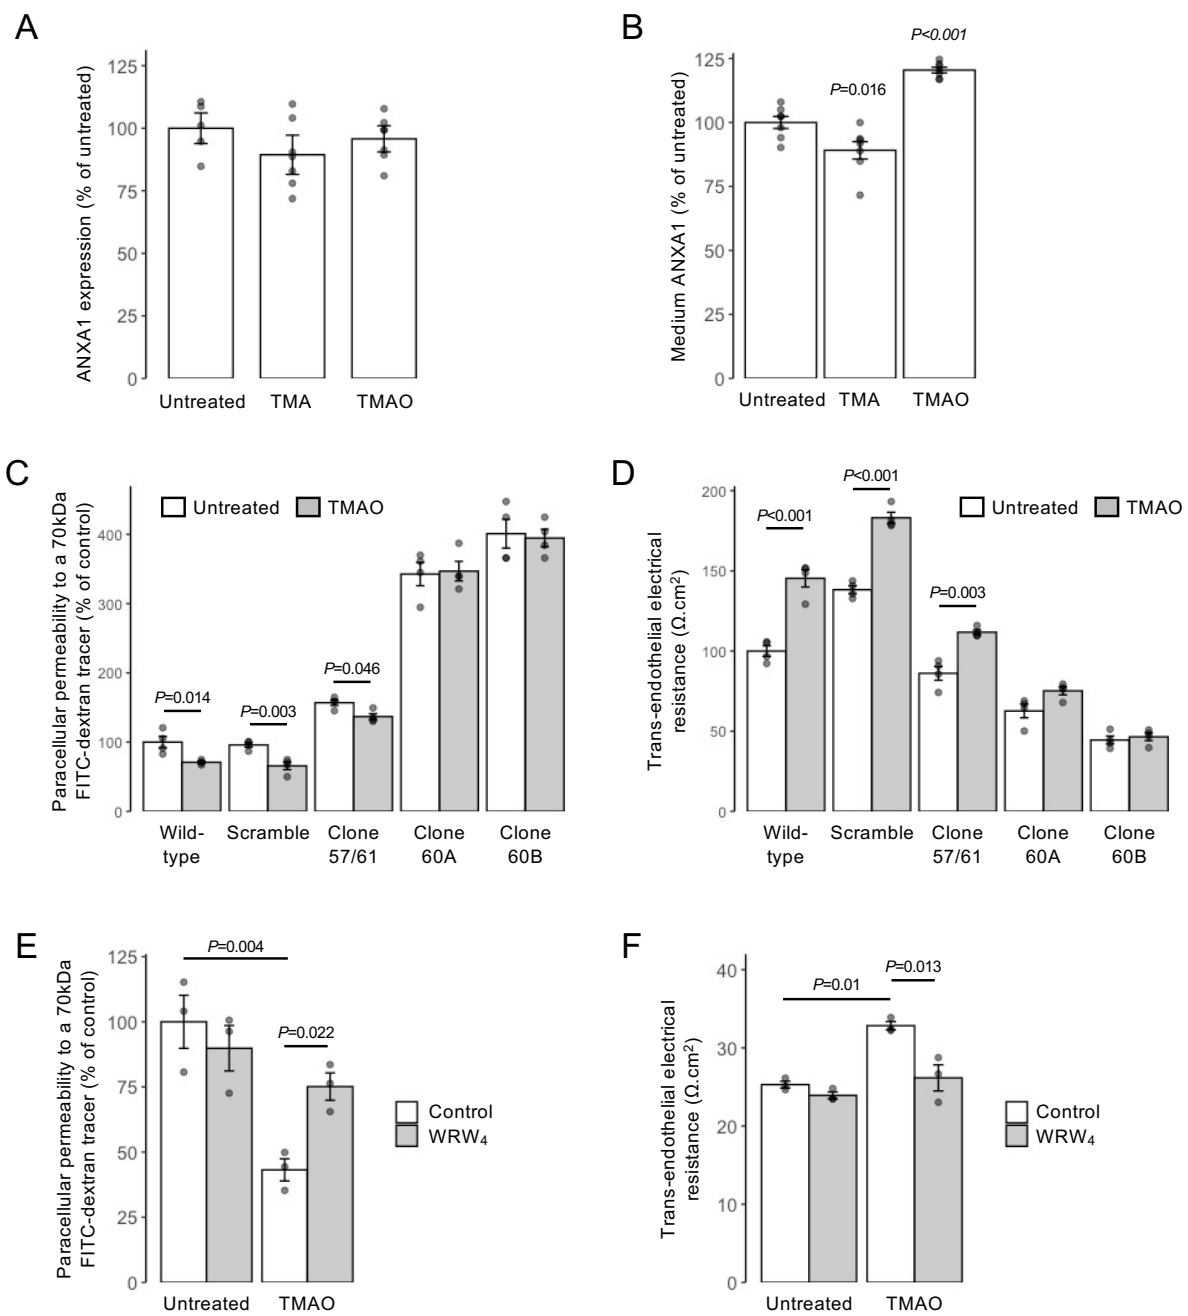 A
ANXA1 expression (% of untreated)
125
100
75
50
25
0
Untreated
TMA
TMAO
B
Medium ANXA1 (% of untreated)
125
100
75
50
25
0
P=0.016
P<0.001
Untreated
TMA
TMAO
C
Paracellular permeability to a 70kDa
FITC-dextran tracer (% of control)
400
300
200
100
0
Untreated
TMAO
P=0.014
P=0.003
P=0.046
Wild-
type
Scramble
Clone
57/61
Clone
60A
Clone
60B
D
Trans-endothelial electrical
resistance (Ω.cm²)
200
150
100
50
0
Untreated
TMAO
P<0.001
P<0.001
P=0.003
Wild-
type
Scramble
Clone
57/61
Clone
60A
Clone
60B
E
Paracellular permeability to a 70kDa
FITC-dextran tracer (% of control)
125
100
75
50
25
0
P=0.004
P=0.022
Control
WRW₄
Untreated
TMAO
F
Trans-endothelial electrical
resistance (Ω.cm²)
40
30
20
10
0
P=0.01
P=0.013
Control
WRW₄
Untreated
TMAO